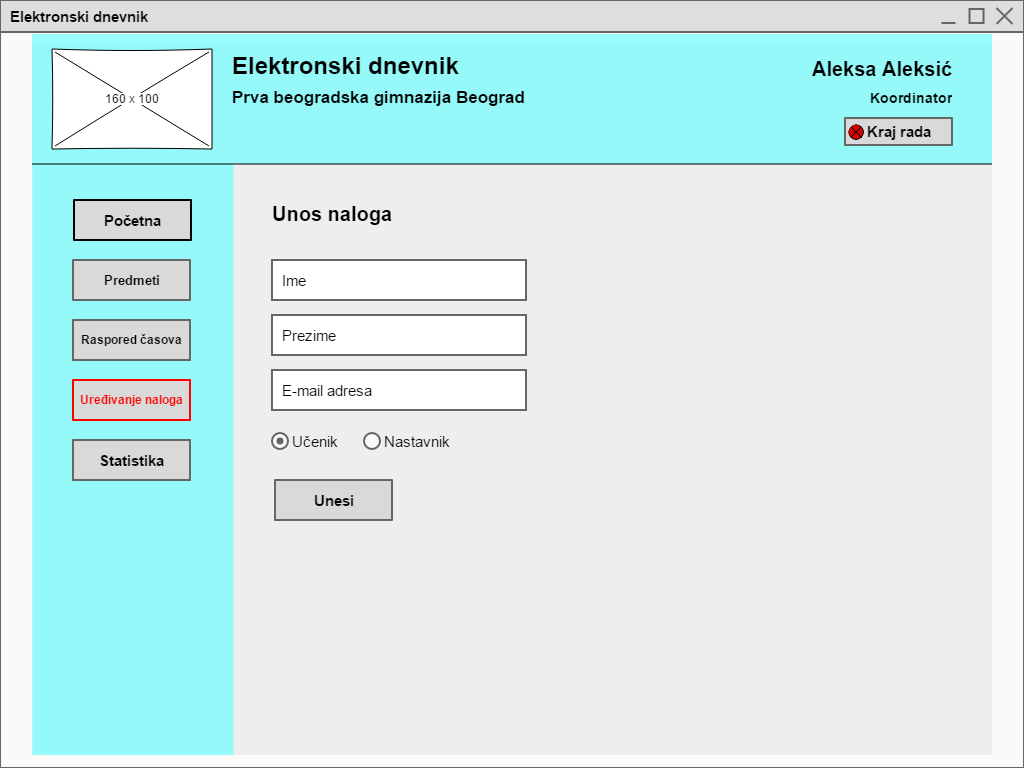 Elektronski dnevnik
160 x 100
Elektronski dnevnik
Prva beogradska gimnazija Beograd
Aleksa Aleksić
Koordinator
Kraj rada
Početna
Predmeti
Raspored časova
Uređivanje naloga
Statistika
Unos naloga
Ime
Prezime
E-mail adresa
Učenik Nastavnik
Unesi